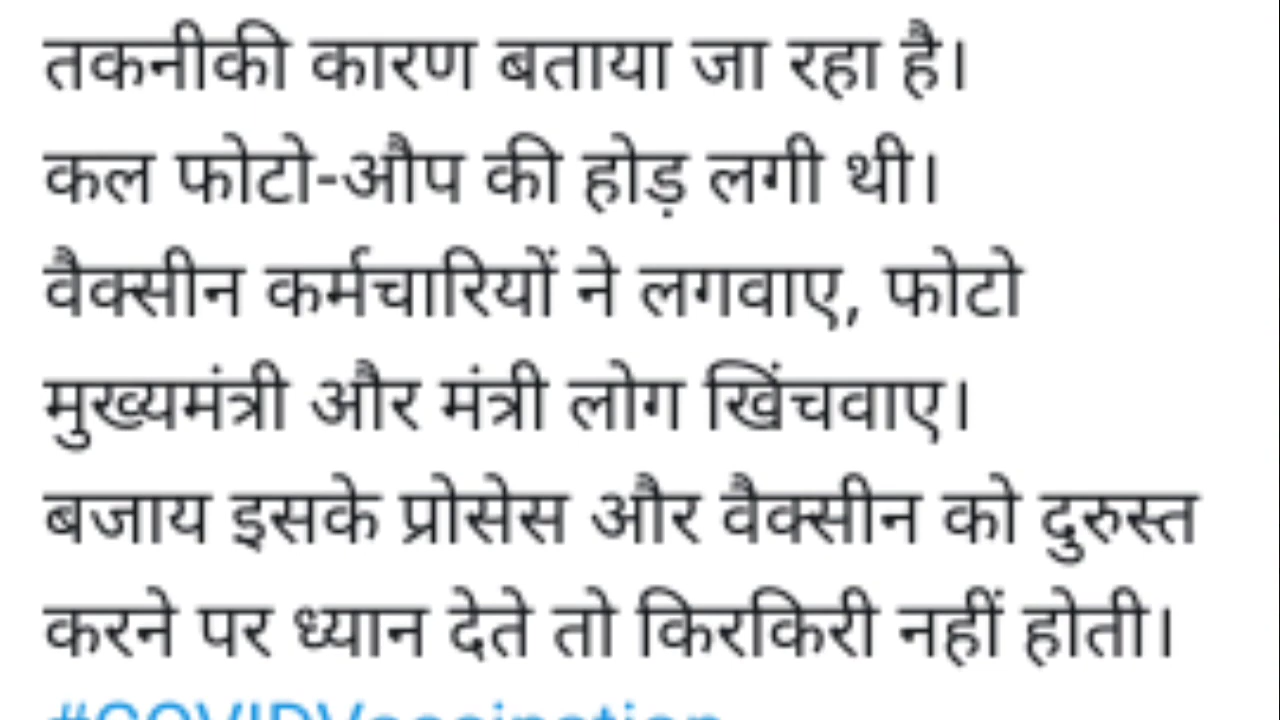 तकनीकी कारण बताया जा रहा है।
कल फोटो-औप की होड़ लगी थी।
वैक्सीन कर्मचारियों ने लगवाए, फोटो
मुख्यमंत्री और मंत्री लोग खिंचवाए।
बजाय इसके प्रोसेस और वैक्सीन को दुरुस्त
करने पर ध्यान देते तो किरकिरी नहीं होती।
#COVIDVaccination